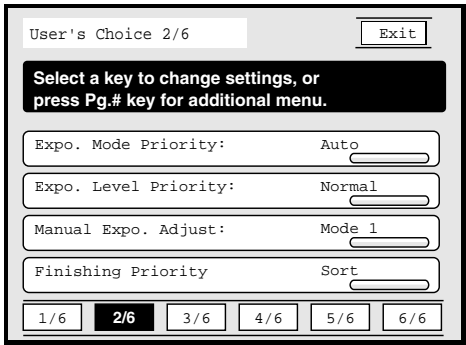 User's Choice 2/6 Exit
Select a key to change settings, or
press Pg.# key for additional menu.
Expo. Mode Priority: Auto
Expo. Level Priority: Normal
Manual Expo. Adjust: Mode 1
Finishing Priority Sort
1/6 2/6 3/6 4/6 5/6 6/6